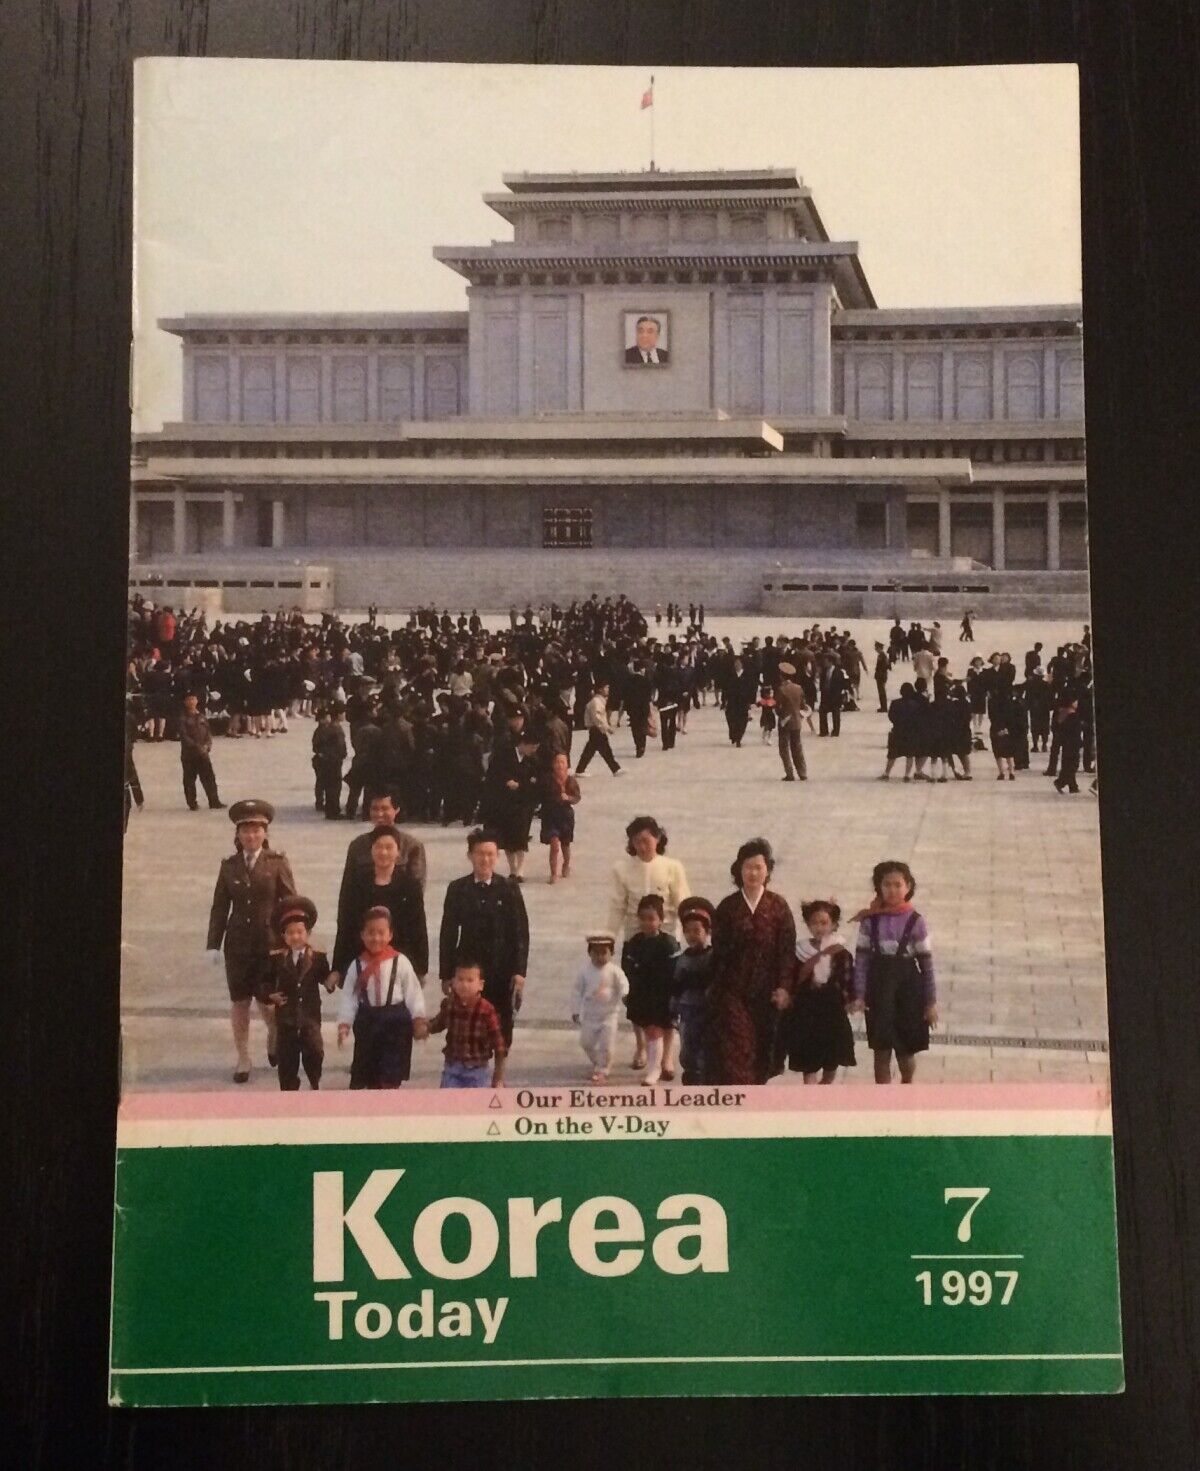 △ Our Eternal Leader
△ On the V-Day
Korea
Today
7
1997